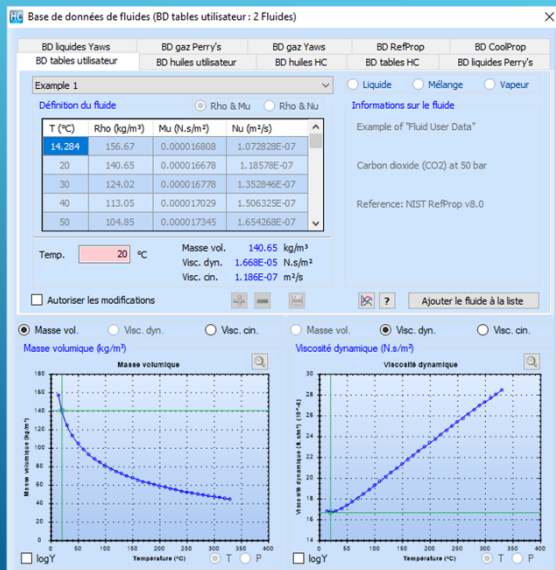 HC Base de données de fluides (BD tables utilisateur : 2 Fluides)
BD liquides Yaws BD gaz Perry's BD gaz Yaws BD RefProp BD CoolProp
BD tables utilisateur BD huiles utilisateur BD huiles HC BD tables HC BD liquides Perry's
Example 1
Liquide Mélange Vapeur
Définition du fluide Rho & Mu Rho & Nu
T (°C) Rho (kg/m³) Mu (N.s/m²) Nu (m²/s)
14.284 156.67 0.000016808 1.072828E-07
20 140.65 0.000016678 1.18578E-07
30 124.02 0.000016778 1.352846E-07
40 113.05 0.000017029 1.506325E-07
50 104.85 0.000017345 1.654268E-07
Informations sur le fluide
Example of "Fluid User Data"
Carbon dioxide (CO2) at 50 bar
Reference: NIST RefProp v8.0
Temp. 20 °C
Masse vol. 140.65 kg/m³
Visc. dyn. 1.668E-05 N.s/m²
Visc. cin. 1.186E-07 m²/s
Autoriser les modifications
? Ajouter le fluide à la liste
Masse vol. Visc. dyn. Visc. cin.
Masse volumique (kg/m³)
Masse volumique
Masse volumique (kg/m³)
180
160
140
120
100
80
60
40
20
0
0 50 100 150 200 250 300 350 400
Température (°C)
logY T P
Masse vol. Visc. dyn. Visc. cin.
Viscosité dynamique (N.s/m²)
Viscosité dynamique
Viscosité dynamique (N.s/m²) (10^-6)
30
28
26
24
22
20
18
16
14
0 50 100 150 200 250 300 350 400
Température (°C)
logY T P